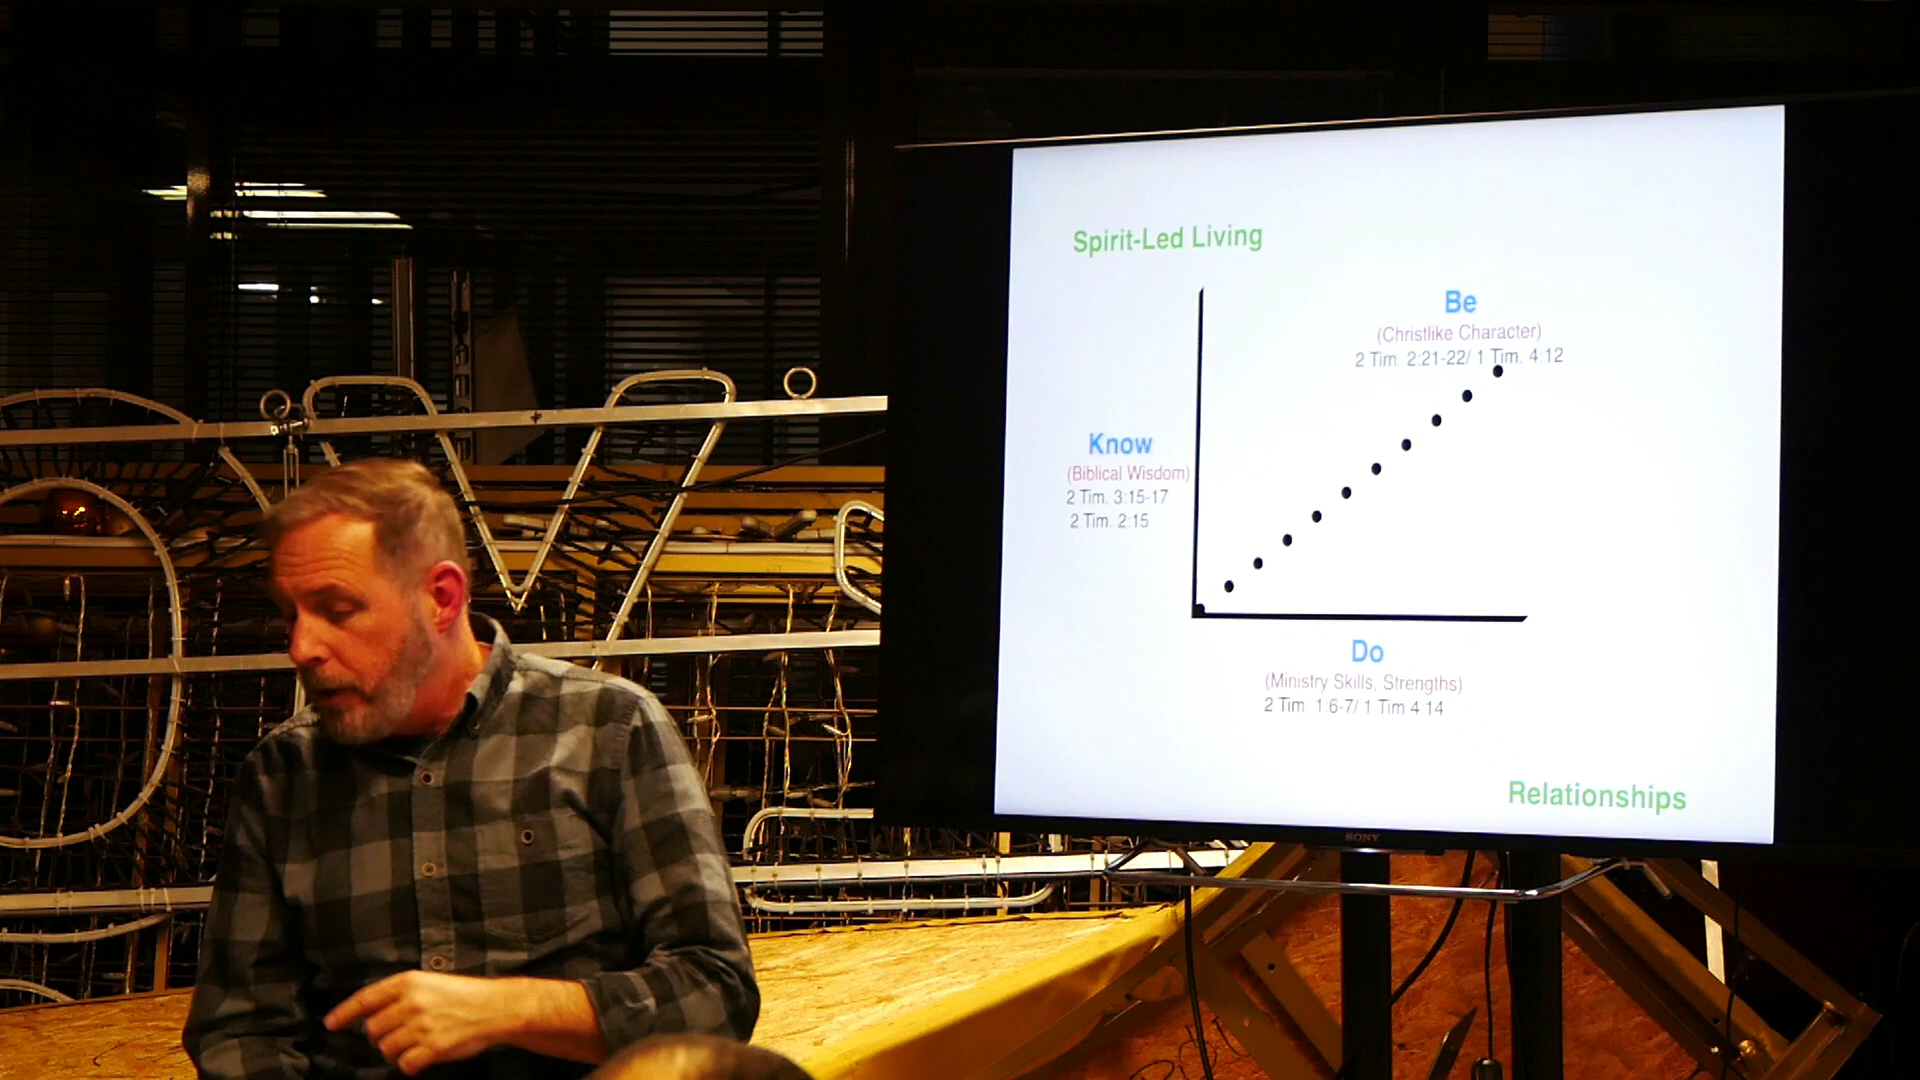 Spirit-Led Living
Be
(Christlike Character)
2 Tim 2:21-22/ 1 Tim. 4:12
Know
(Biblical Wisdom)
2 Tim. 3:15-17
2 Tim. 2:15
Do
(Ministry Skills, Strengths)
2 Tim. 1:6-7/ 1 Tim 4:14
Relationships
SONY